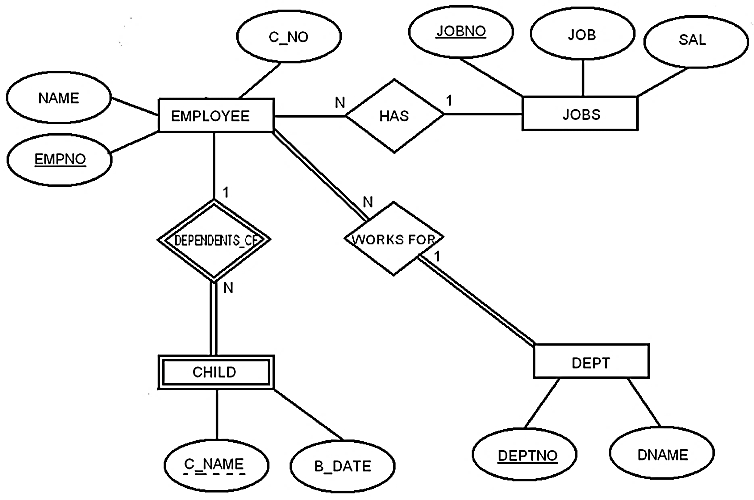 C_NO
JOBNO
JOB
SAL
NAME
EMPLOYEE
N
HAS
1
JOBS
EMPNO
1
N
DEPENDENTS_CF
WORKS FOR
1
N
CHILD
DEPT
C_NAME
B_DATE
DEPTNO
DNAME